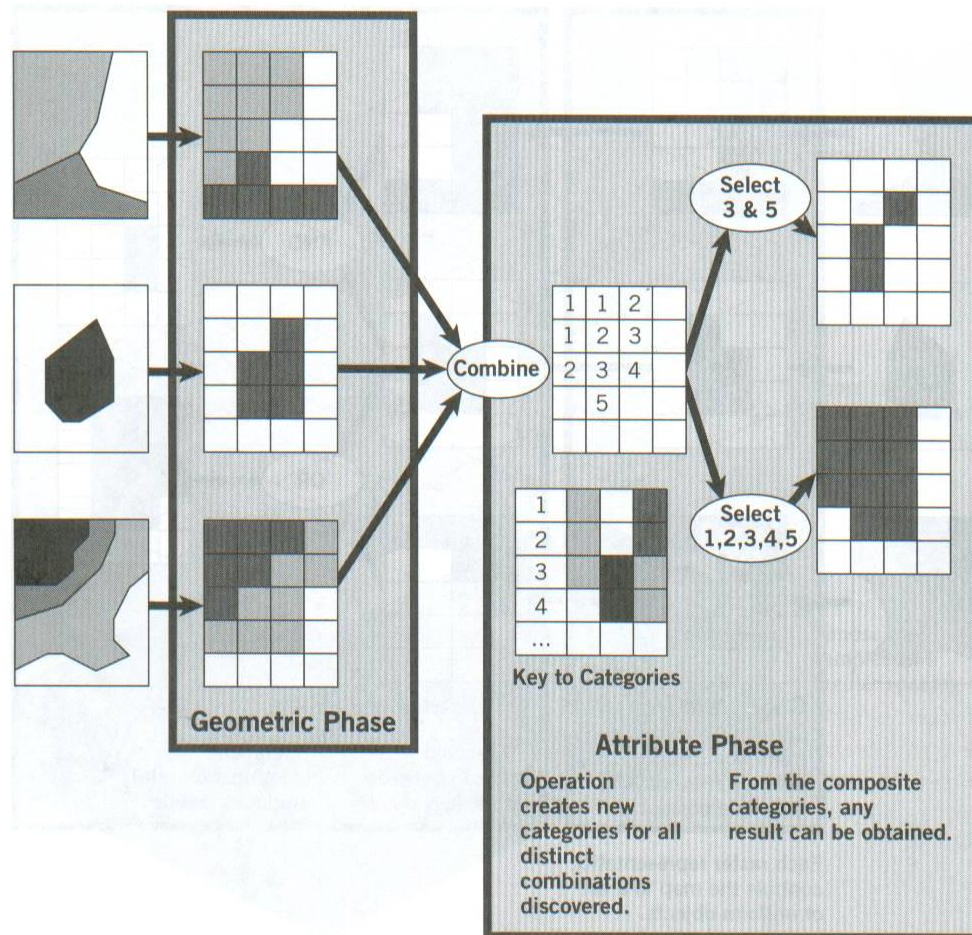 Select
3 & 5
1 1 2
1 2 3
2 3 4
5
Combine
1
2
3
4
...
Key to Categories
Select
1,2,3,4,5
Geometric Phase
Attribute Phase
Operation
creates new
categories for all
distinct
combinations
discovered.
From the composite
categories, any
result can be obtained.